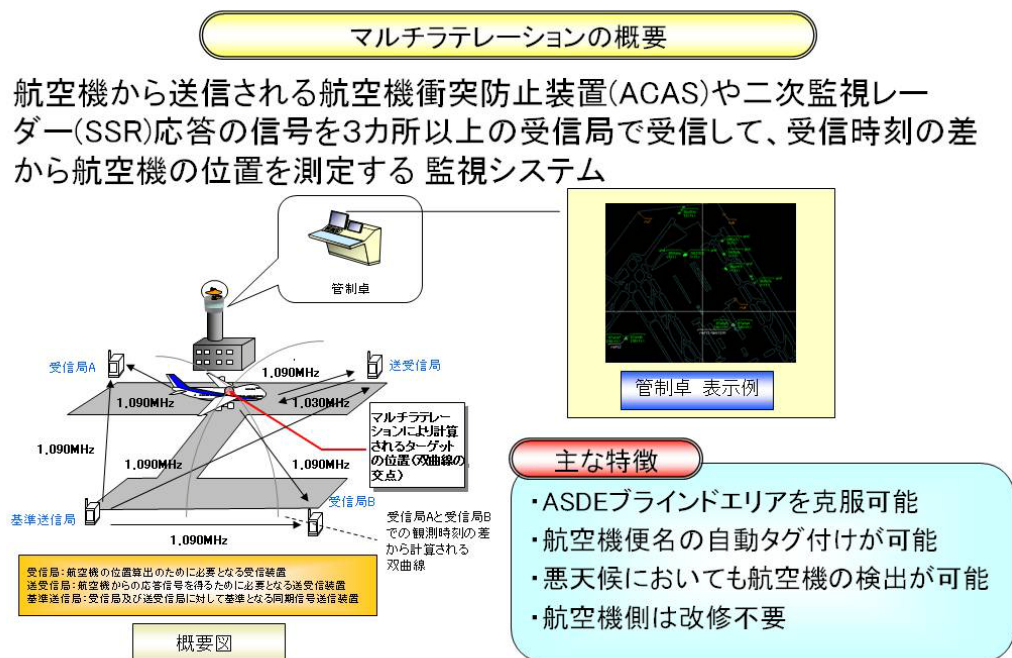 マルチラテレーションの概要
航空機から送信される航空機衝突防止装置(ACAS)や二次監視レー
ダー(SSR)応答の信号を3カ所以上の受信局で受信して、受信時刻の差
から航空機の位置を測定する 監視システム
管制卓
管制卓 表示例
受信局A
1.090MHz
送受信局
1.090MHz
1.030MHz
マルチラテレー
ションにより計算
されるターゲット
の位置(双曲線の
交点)
1.090MHz
1.090MHz
1.090MHz
基準送信局
受信局B
1.090MHz
受信局Aと受信局B
での観測時刻の差
から計算される
双曲線
受信局:航空機の位置算出のために必要となる受信装置
送受信局:航空機からの応答信号を得るために必要となる送受信装置
基準送信局:受信局及び送受信局に対して基準となる同期信号送信装置
概要図
主な特徴
・ASDEブラインドエリアを克服可能
・航空機便名の自動タグ付けが可能
・悪天候においても航空機の検出が可能
・航空機側は改修不要